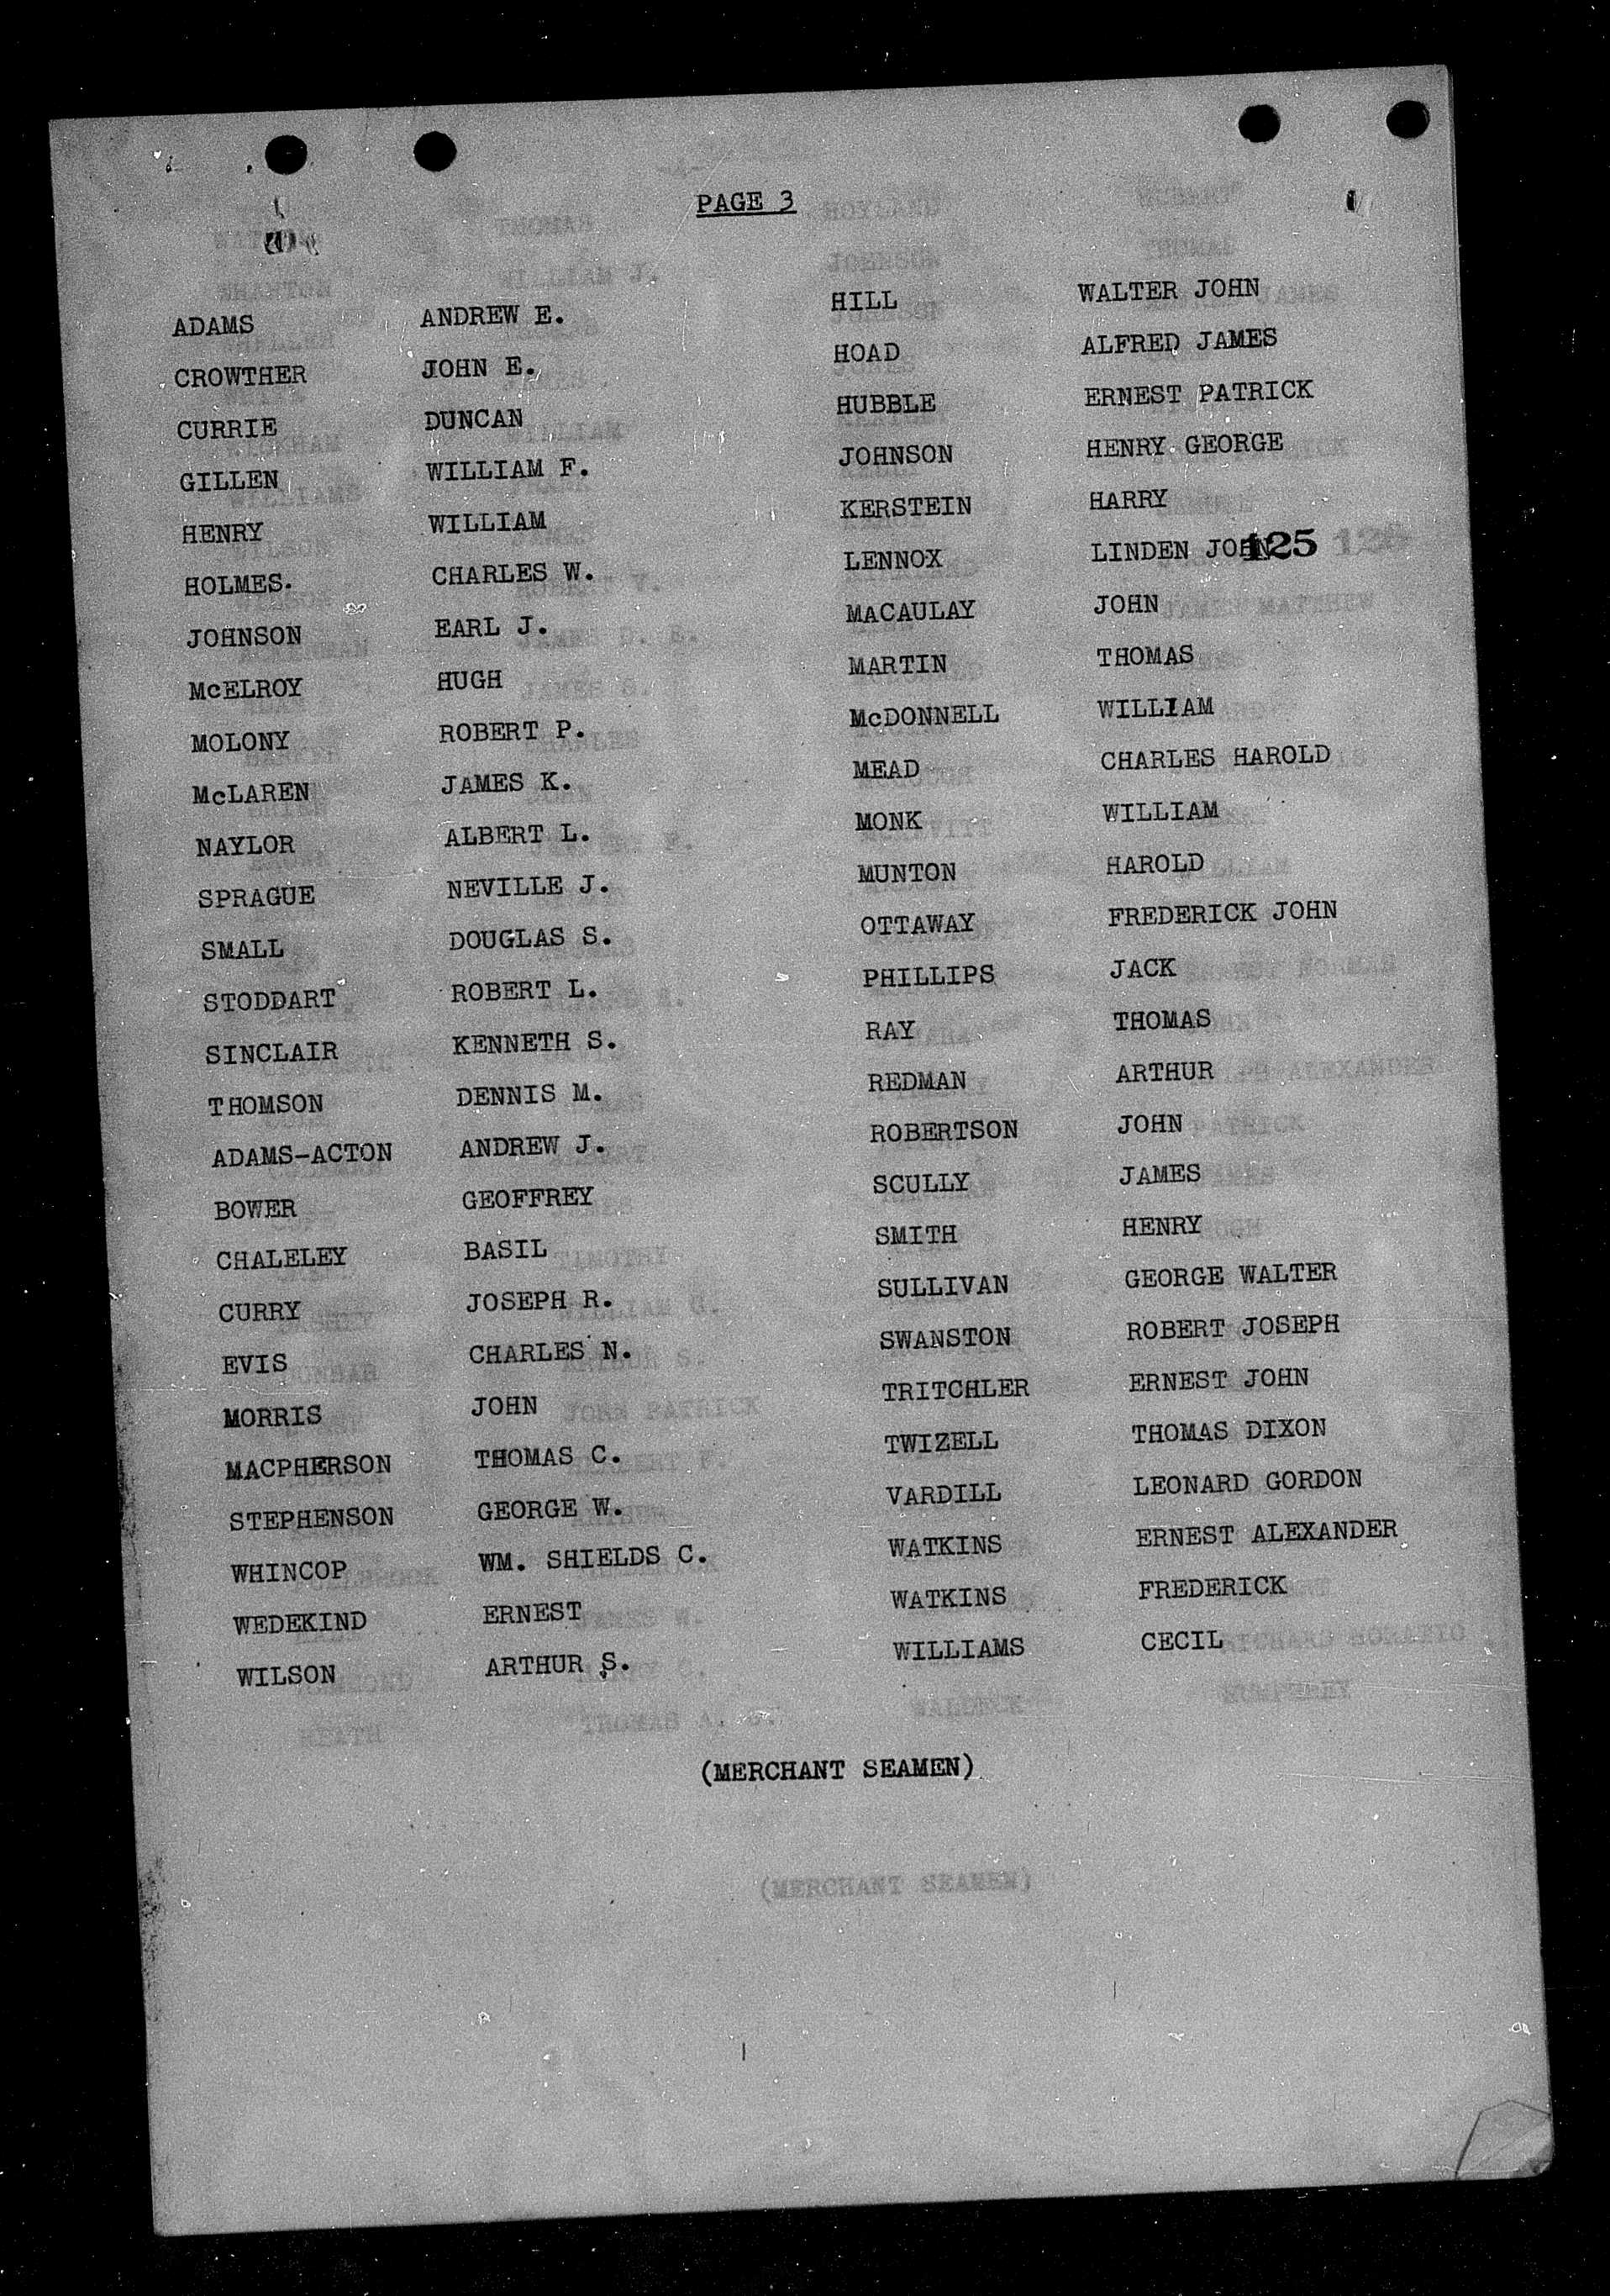 PAGE 3
ADAMS ANDREW E.
CROWTHER JOHN E.
CURRIE DUNCAN
GILLEN WILLIAM F.
HENRY WILLIAM
HOLMES. CHARLES W.
JOHNSON EARL J.
McELROY HUGH
MOLONY ROBERT P.
McLAREN JAMES K.
NAYLOR ALBERT L.
SPRAGUE NEVILLE J.
SMALL DOUGLAS S.
STODDART ROBERT L.
SINCLAIR KENNETH S.
THOMSON DENNIS M.
ADAMS-ACTON ANDREW J.
BOWER GEOFFREY
CHALELEY BASIL
CURRY JOSEPH R.
EVIS CHARLES N.
MORRIS JOHN
MACPHERSON THOMAS C.
STEPHENSON GEORGE W.
WHINCOP WM. SHIELDS C.
WEDEKIND ERNEST
WILSON ARTHUR S.
HILL WALTER JOHN
HOAD ALFRED JAMES
HUBBLE ERNEST PATRICK
JOHNSON HENRY GEORGE
KERSTEIN HARRY
LENNOX LINDEN JOHN 125
MACAULAY JOHN
MARTIN THOMAS
McDONNELL WILLIAM
MEAD CHARLES HAROLD
MONK WILLIAM
MUNTON HAROLD
OTTAWAY FREDERICK JOHN
PHILLIPS JACK
RAY THOMAS
REDMAN ARTHUR
ROBERTSON JOHN
SCULLY JAMES
SMITH HENRY
SULLIVAN GEORGE WALTER
SWANSTON ROBERT JOSEPH
TRITCHLER ERNEST JOHN
TWIZELL THOMAS DIXON
VARDILL LEONARD GORDON
WATKINS ERNEST ALEXANDER
WATKINS FREDERICK
WILLIAMS CECIL
(MERCHANT SEAMEN)
(MERCHANT SEAMEN)